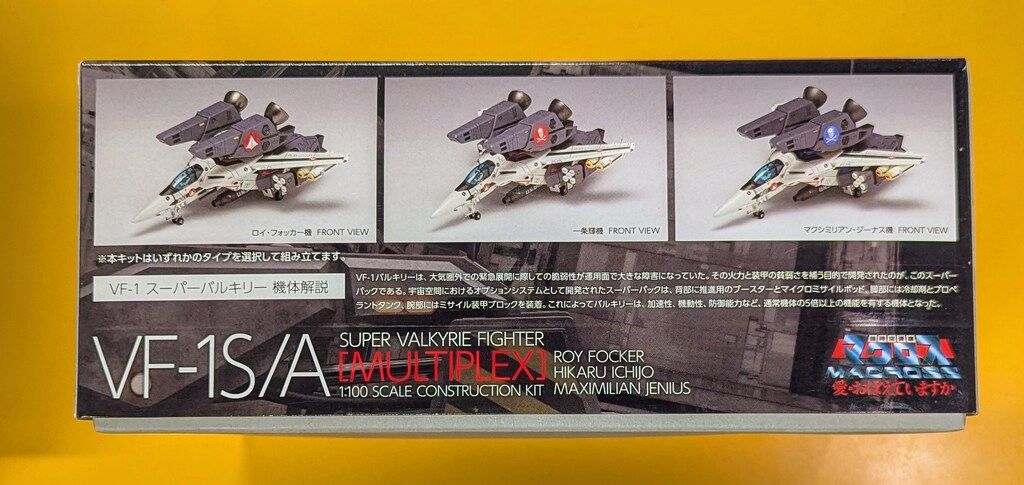 ロイ・フォッカー機 FRONT VIEW
一条輝機 FRONT VIEW
マクシミリアン・ジーナス機 FRONT VIEW
※本キットはいずれかのタイプを選択して組み立てます。
VF-1 スーパーバルキリー 機体解説
VF-1バルキリーは、大気圏外での緊急展開に際しての脆弱性が運用面で大きな障害になっていた。その火力と装甲の貧弱さを補う目的で開発されたのが、このスーパー
パックである。宇宙空間におけるオプションシステムとして開発されたスーパーパックは、背部に推進用のブースターとマイクロミサイルポッド、脚部には冷却剤とプロペ
ラントタンク、腕部にはミサイル装甲ブロックを装着。これによってバルキリーは、加速性、機動性、防御能力など、通常機体の5倍以上の機能を有する機体となった。
VF-1S/A
SUPER VALKYRIE FIGHTER
[MULTIPLEX]
1:100 SCALE CONSTRUCTION KIT
ROY FOCKER
HIKARU ICHIJO
MAXIMILIAN JENIUS
超時空要塞
マクロス
MACROSS
愛・おぼえていますか